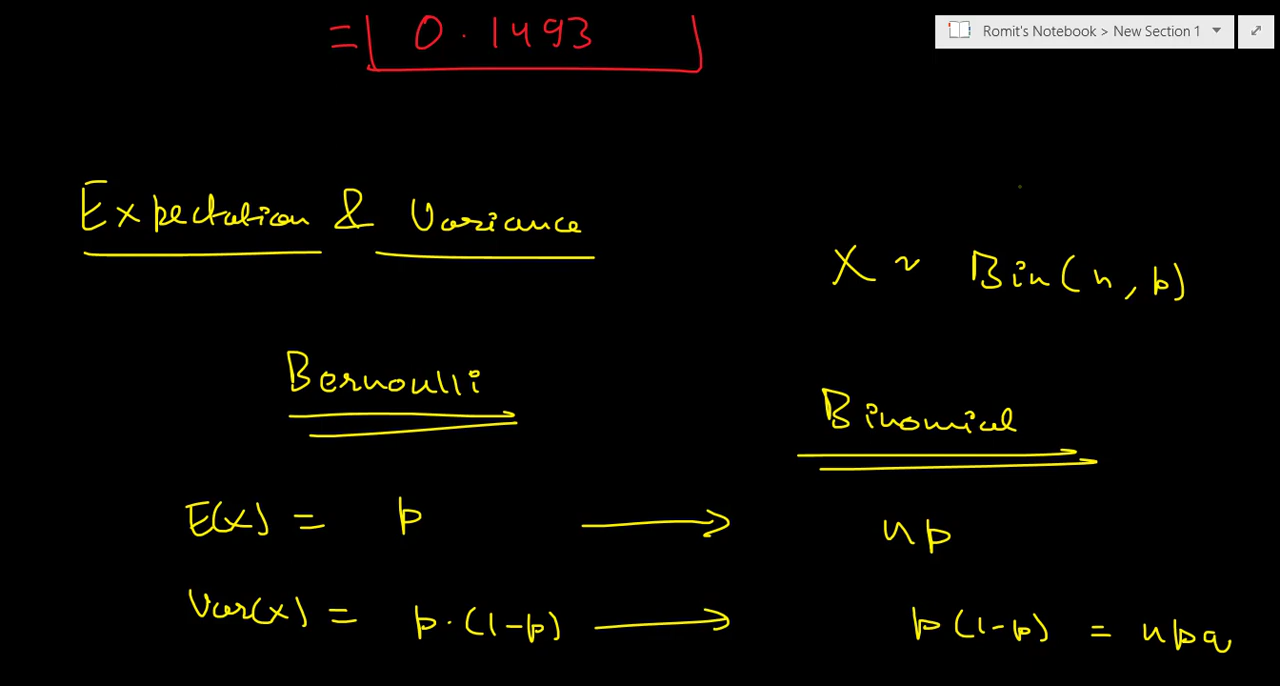 = 0.1493
Romit's Notebook > New Section 1
Expectation & Variance
X ~ Bin(n, p)
Bernoulli
Binomial
E(X) = p → np
Var(x) = p·(1-p) → p(1-p) = npq